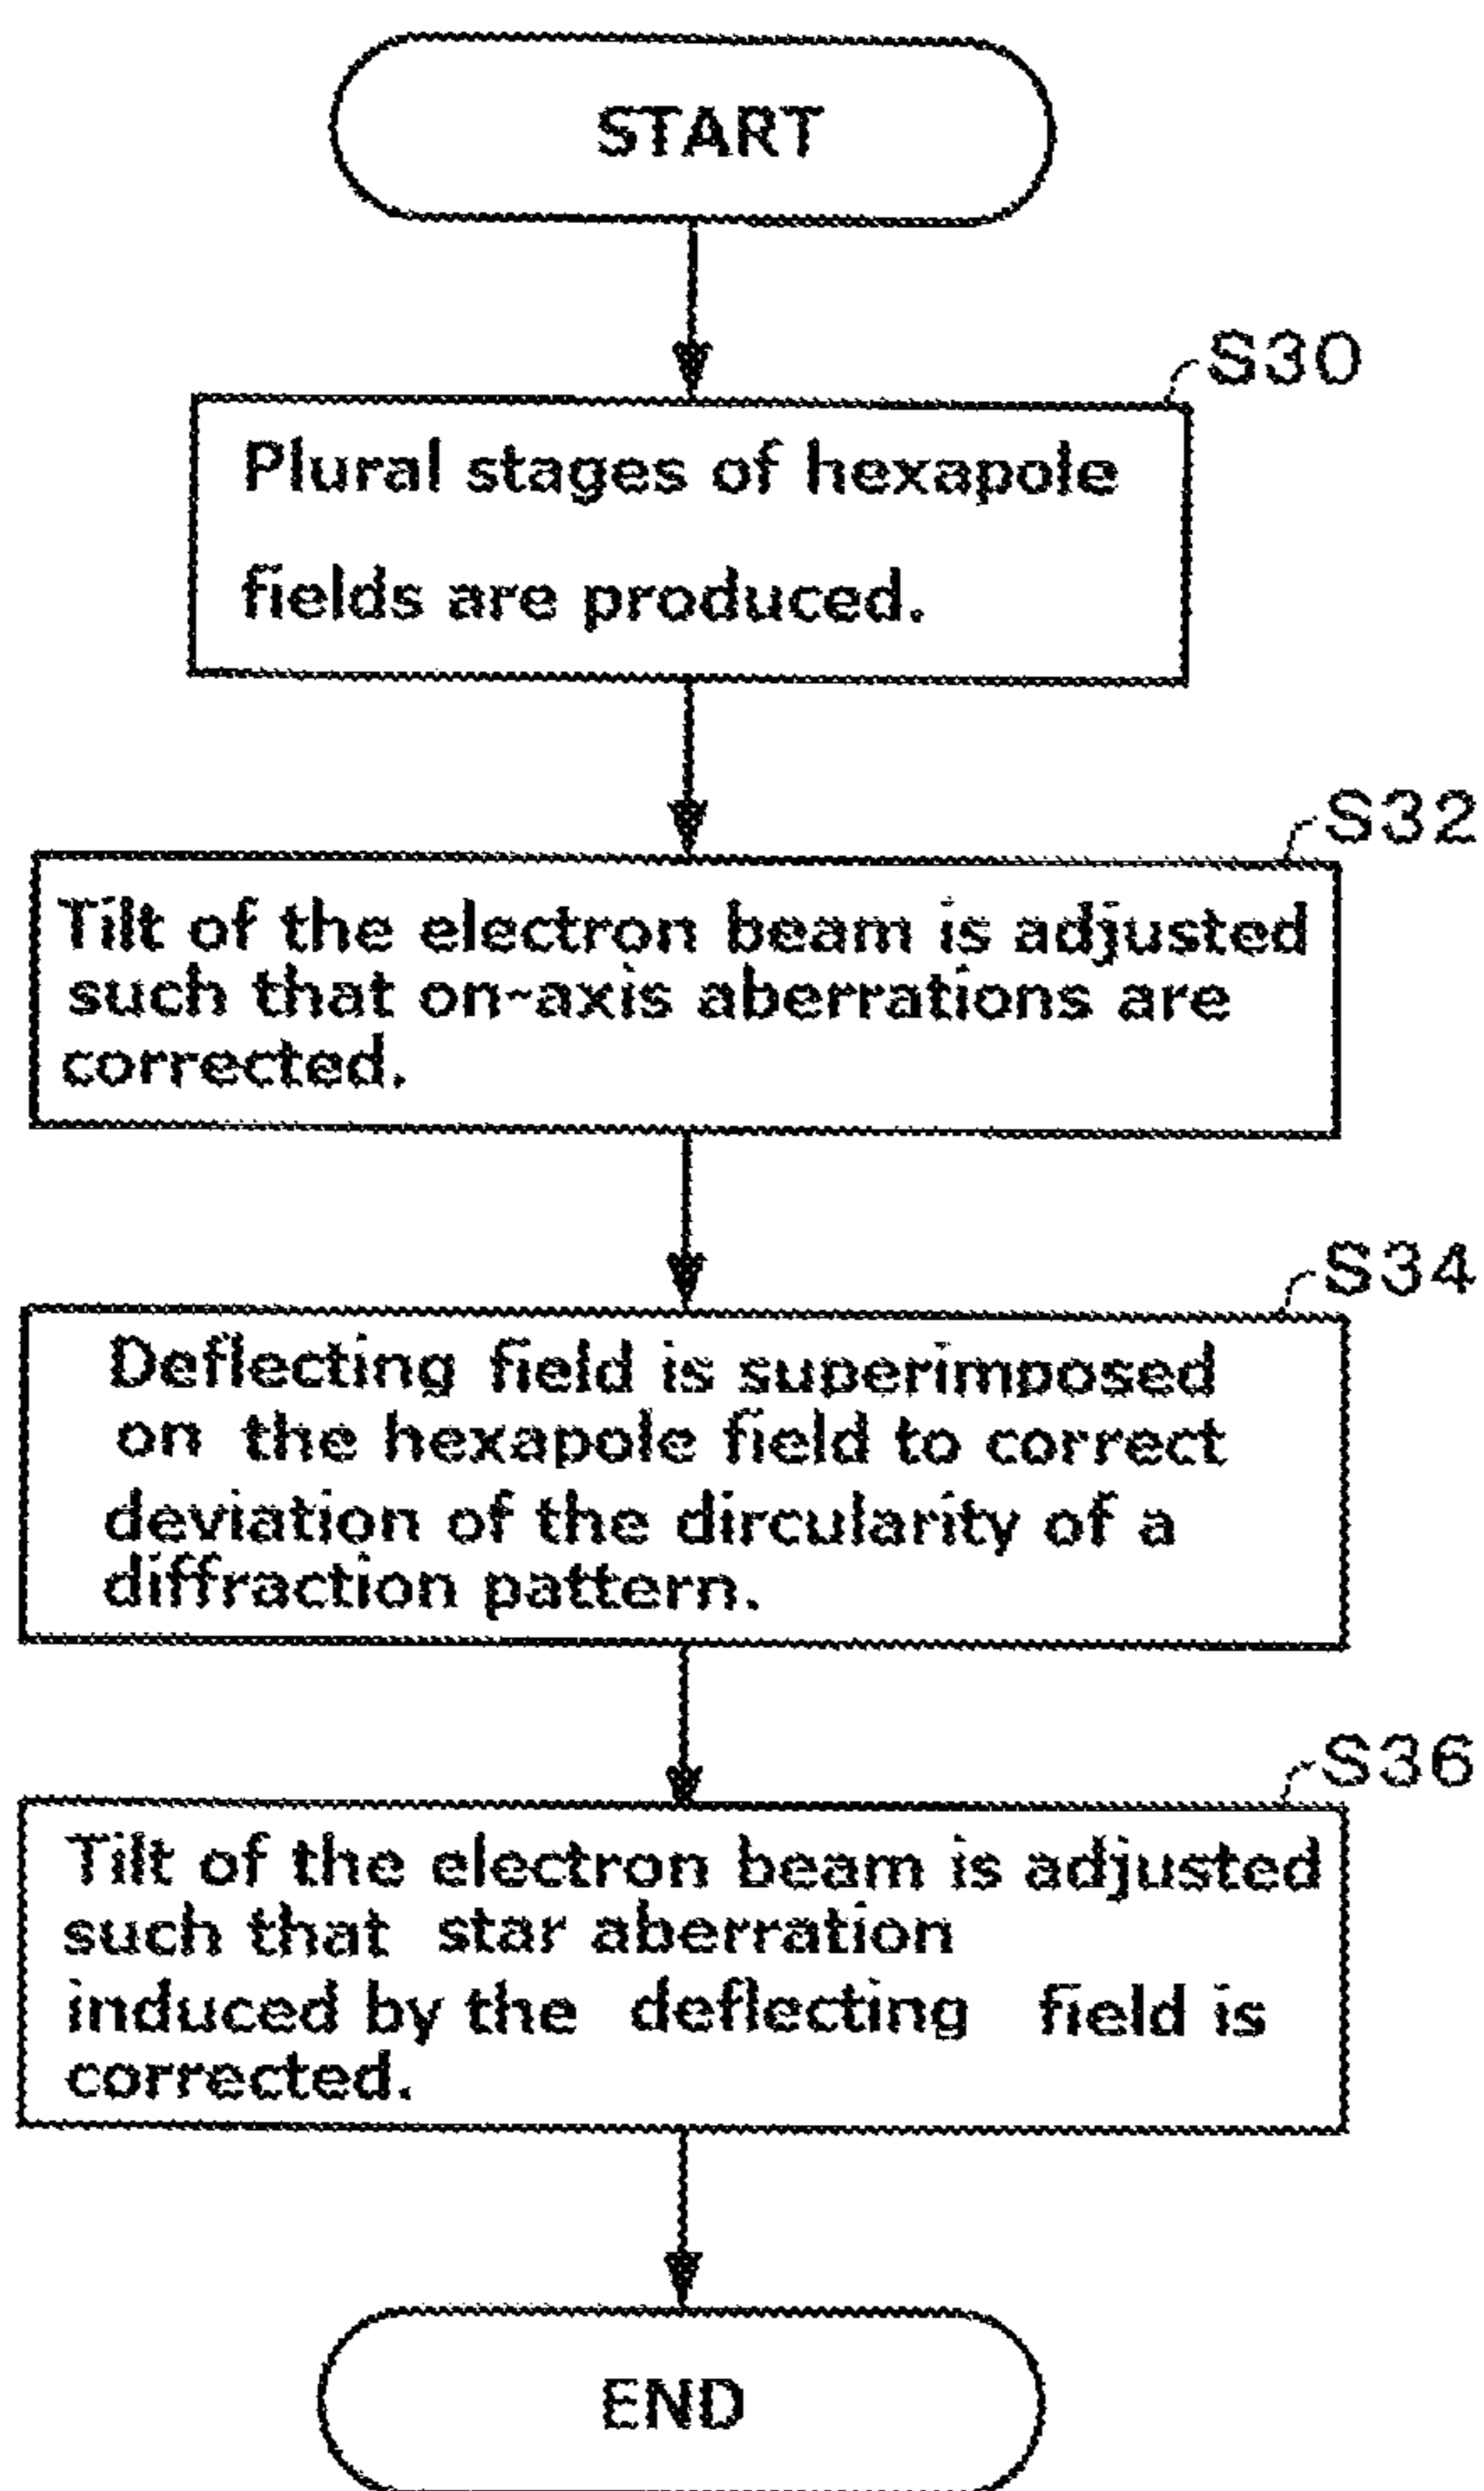 START
S30
Plural stages of hexapole
fields are produced.
S32
Tilt of the electron beam is adjusted
such that on-axis aberrations are
corrected.
S34
Deflecting field is superimposed
on the hexapole field to correct
deviation of the dircularity of a
diffraction pattern.
S36
Tilt of the electron beam is adjusted
such that star aberration
induced by the deflecting field is
corrected.
END